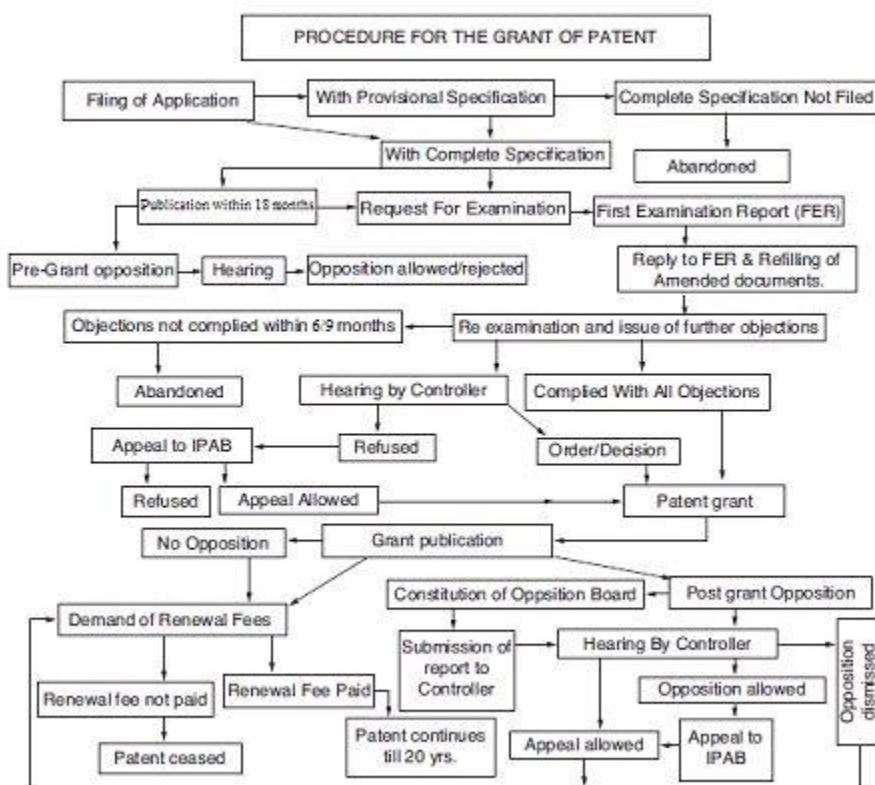 PROCEDURE FOR THE GRANT OF PATENT
Filing of Application
With Provisional Specification
Complete Specification Not Filed
With Complete Specification
Abandoned
Publication within 18 months
Request For Examination
First Examination Report (FER)
Pre-Grant opposition
Hearing
Opposition allowed/rejected
Reply to FER & Refilling of
Amended documents.
Objections not complied within 6/9 months
Re examination and issue of further objections
Abandoned
Hearing by Controller
Complied With All Objections
Appeal to IPAB
Refused
Order/Decision
Refused
Appeal Allowed
Patent grant
No Opposition
Grant publication
Constitution of Oppsition Board
Post grant Opposition
Demand of Renewal Fees
Submission of
report to
Controller
Hearing By Controller
Opposition
dismissed
Renewal fee not paid
Renewal Fee Paid
Opposition allowed
Patent ceased
Patent continues
till 20 yrs.
Appeal allowed
Appeal to
IPAB